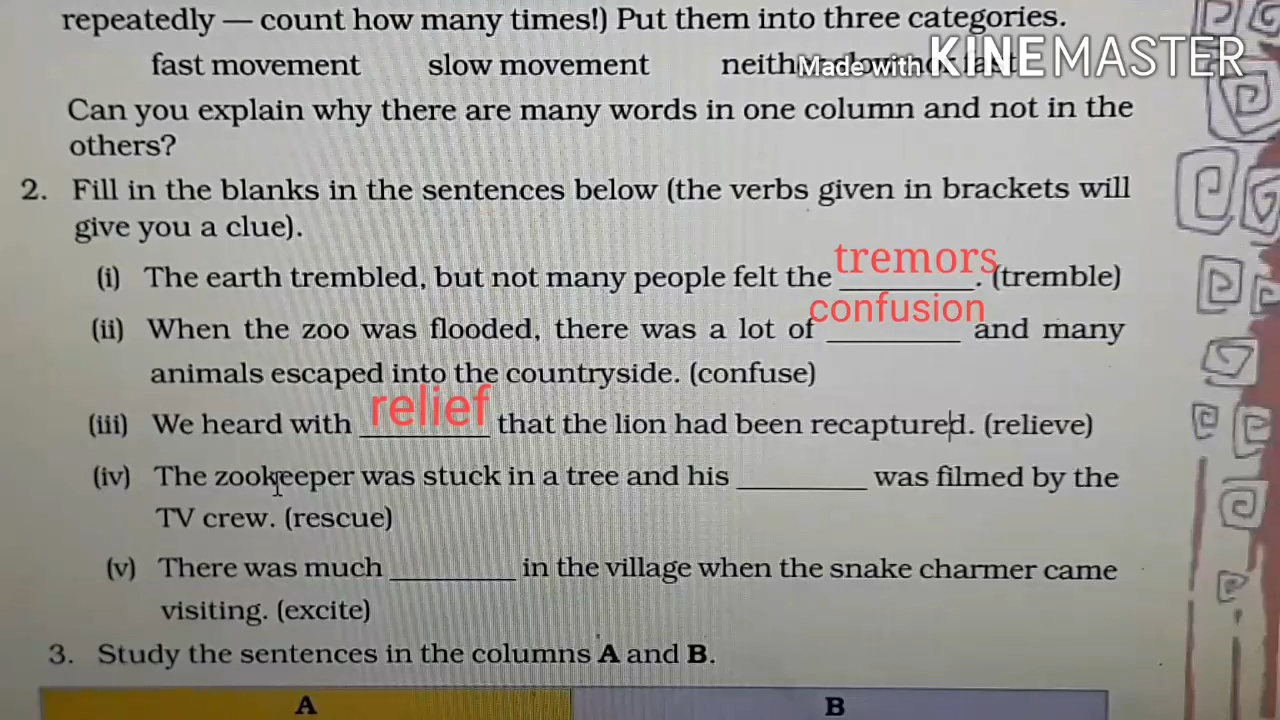 repeatedly — count how many times!) Put them into three categories.
fast movement slow movement
Made with KINEMASTER
Can you explain why there are many words in one column and not in the
others?
2. Fill in the blanks in the sentences below (the verbs given in brackets will
give you a clue).
(i) The earth trembled, but not many people felt the tremors. (tremble)
(ii) When the zoo was flooded, there was a lot of confusion and many
animals escaped into the countryside. (confuse)
(iii) We heard with relief that the lion had been recaptured. (relieve)
(iv) The zookeeper was stuck in a tree and his ________ was filmed by the
TV crew. (rescue)
(v) There was much ________ in the village when the snake charmer came
visiting. (excite)
3. Study the sentences in the columns A and B.
A B